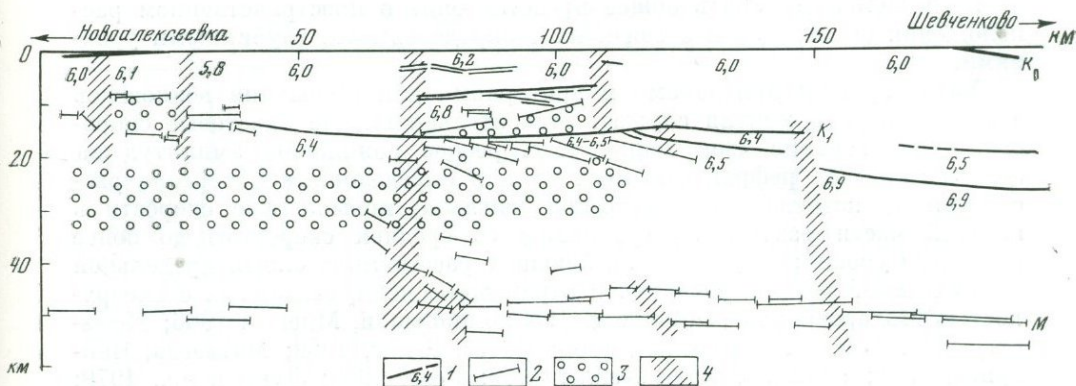 Новоалексеевка 50 100 150 Шевченково км
0
6,0 6,1 5,8 6,0 6,2 6,0 6,0 6,0 K₀
6,8
6,4 6,4-6,5 6,4 K₁
20 6,5 6,5
6,9 6,9
40
M
км
6,4 1 2 3 4